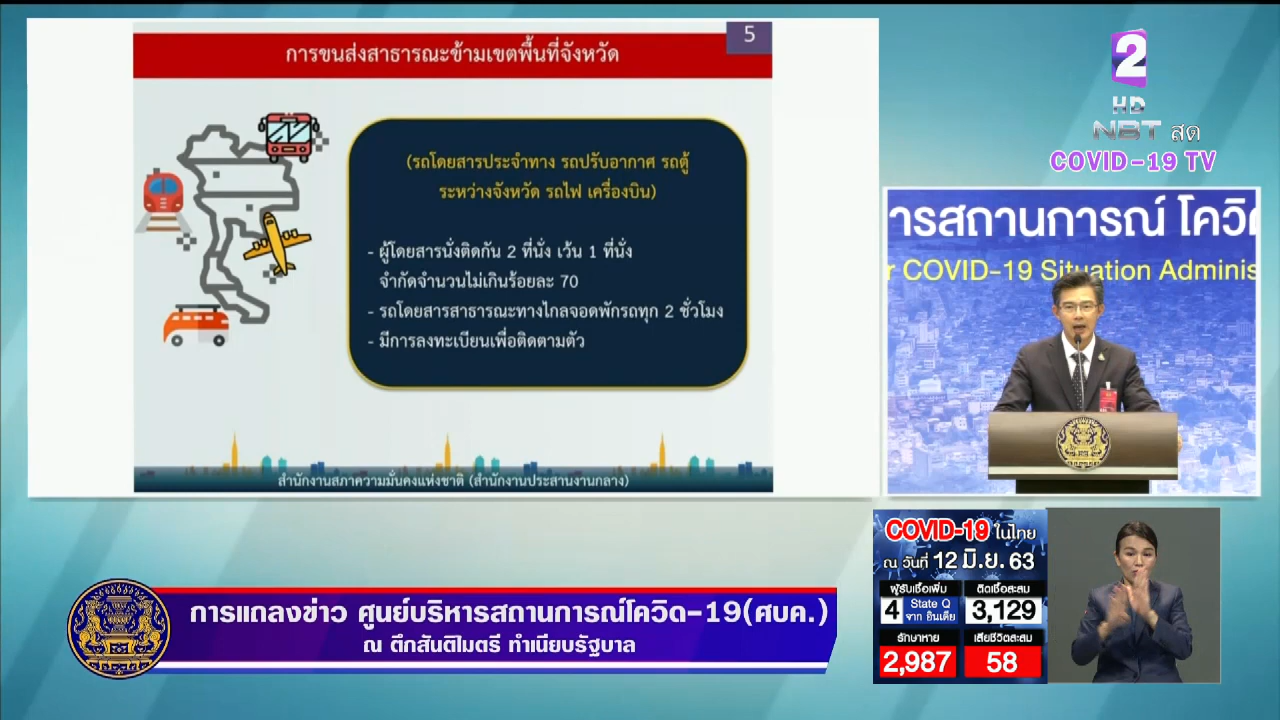 5
การขนส่งสาธารณะข้ามเขตพื้นที่จังหวัด
(รถโดยสารประจำทาง รถปรับอากาศ รถตู้
ระหว่างจังหวัด รถไฟ เครื่องบิน)
- ผู้โดยสารนั่งติดกัน 2 ที่นั่ง เว้น 1 ที่นั่ง
จำกัดจำนวนไม่เกินร้อยละ 70
- รถโดยสารสาธารณะทางไกลจอดพักรถทุก 2 ชั่วโมง
- มีการลงทะเบียนเพื่อติดตามตัว
สำนักงานสภาความมั่นคงแห่งชาติ (สำนักงานประสานงานกลาง)
2
HD
NBT สด
COVID-19 TV
ารสถานการณ์ โควิ
r COVID-19 Situation Adminis
COVID-19 ในไทย
ณ วันที่ 12 มิ.ย. 63
ผู้รับเชื้อเพิ่ม
ติดเชื้อสะสม
4 State Q จาก อินเดีย
3,129
รักษาหาย
เสียชีวิตสะสม
2,987
58
การแถลงข่าว ศูนย์บริหารสถานการณ์โควิด-19(ศบค.)
ณ ตึกสันติไมตรี ทำเนียบรัฐบาล